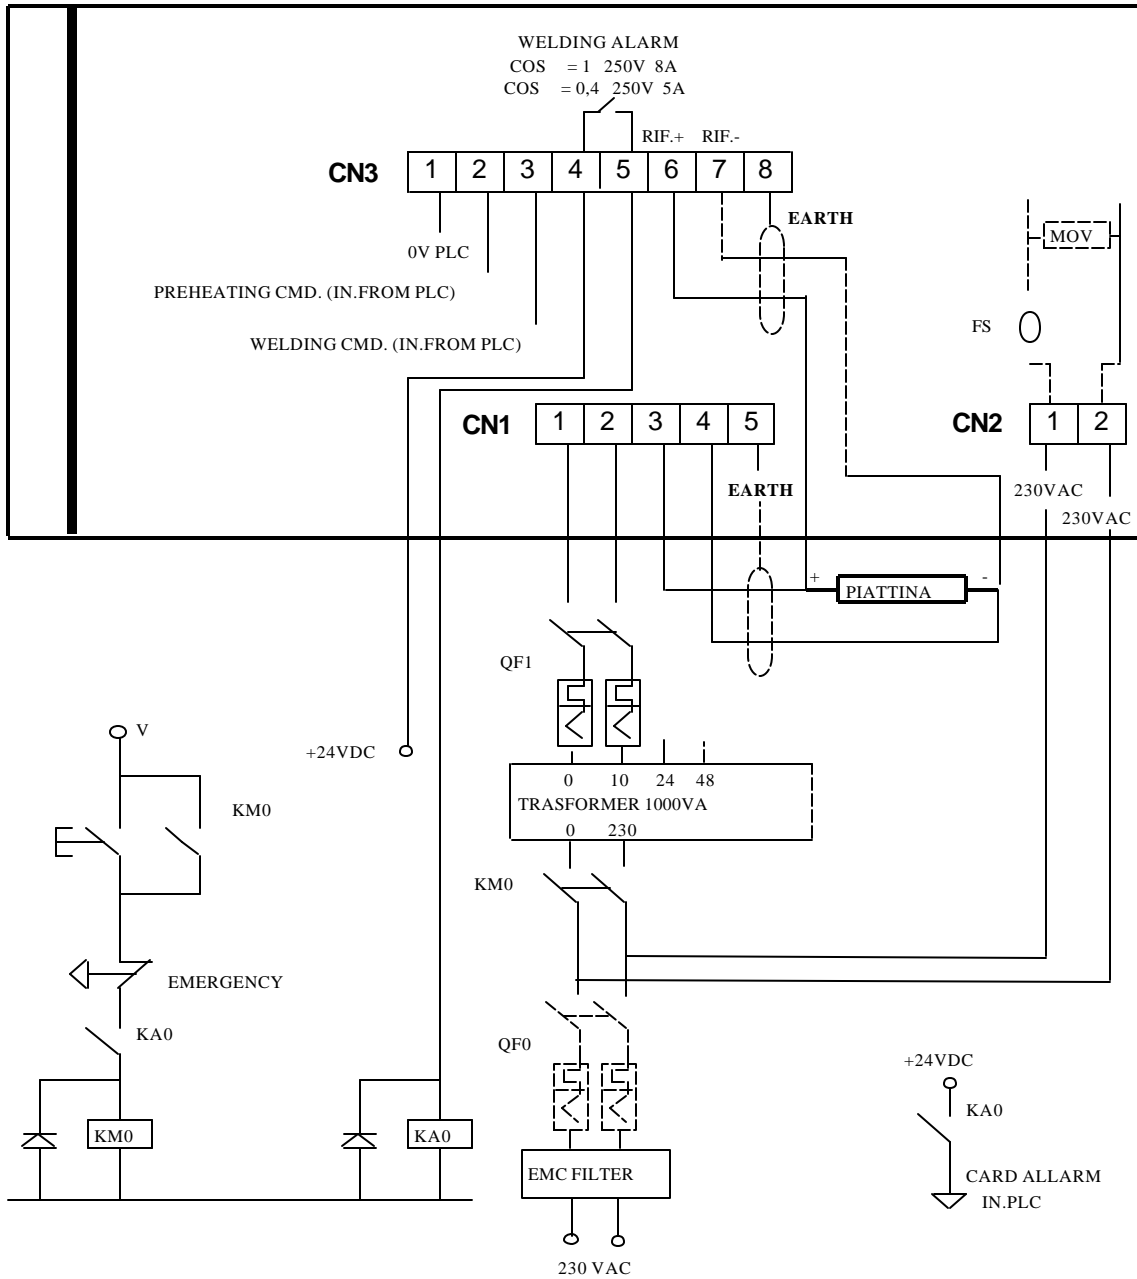 WELDING ALARM
COS = 1 250V 8A
COS = 0,4 250V 5A
RIF.+ RIF.-
CN3 1 2 3 4 5 6 7 8
EARTH
MOV
0V PLC
PREHEATING CMD. (IN.FROM PLC)
FS
WELDING CMD. (IN.FROM PLC)
CN1 1 2 3 4 5
CN2 1 2
EARTH
230VAC
230VAC
+ PIATTINA -
QF1
V
+24VDC
0 10 24 48
TRASFORMER 1000VA
0 230
KM0
KM0
EMERGENCY
KA0
QF0
+24VDC
KA0
KM0
KA0
EMC FILTER
CARD ALLARM
IN.PLC
230 VAC